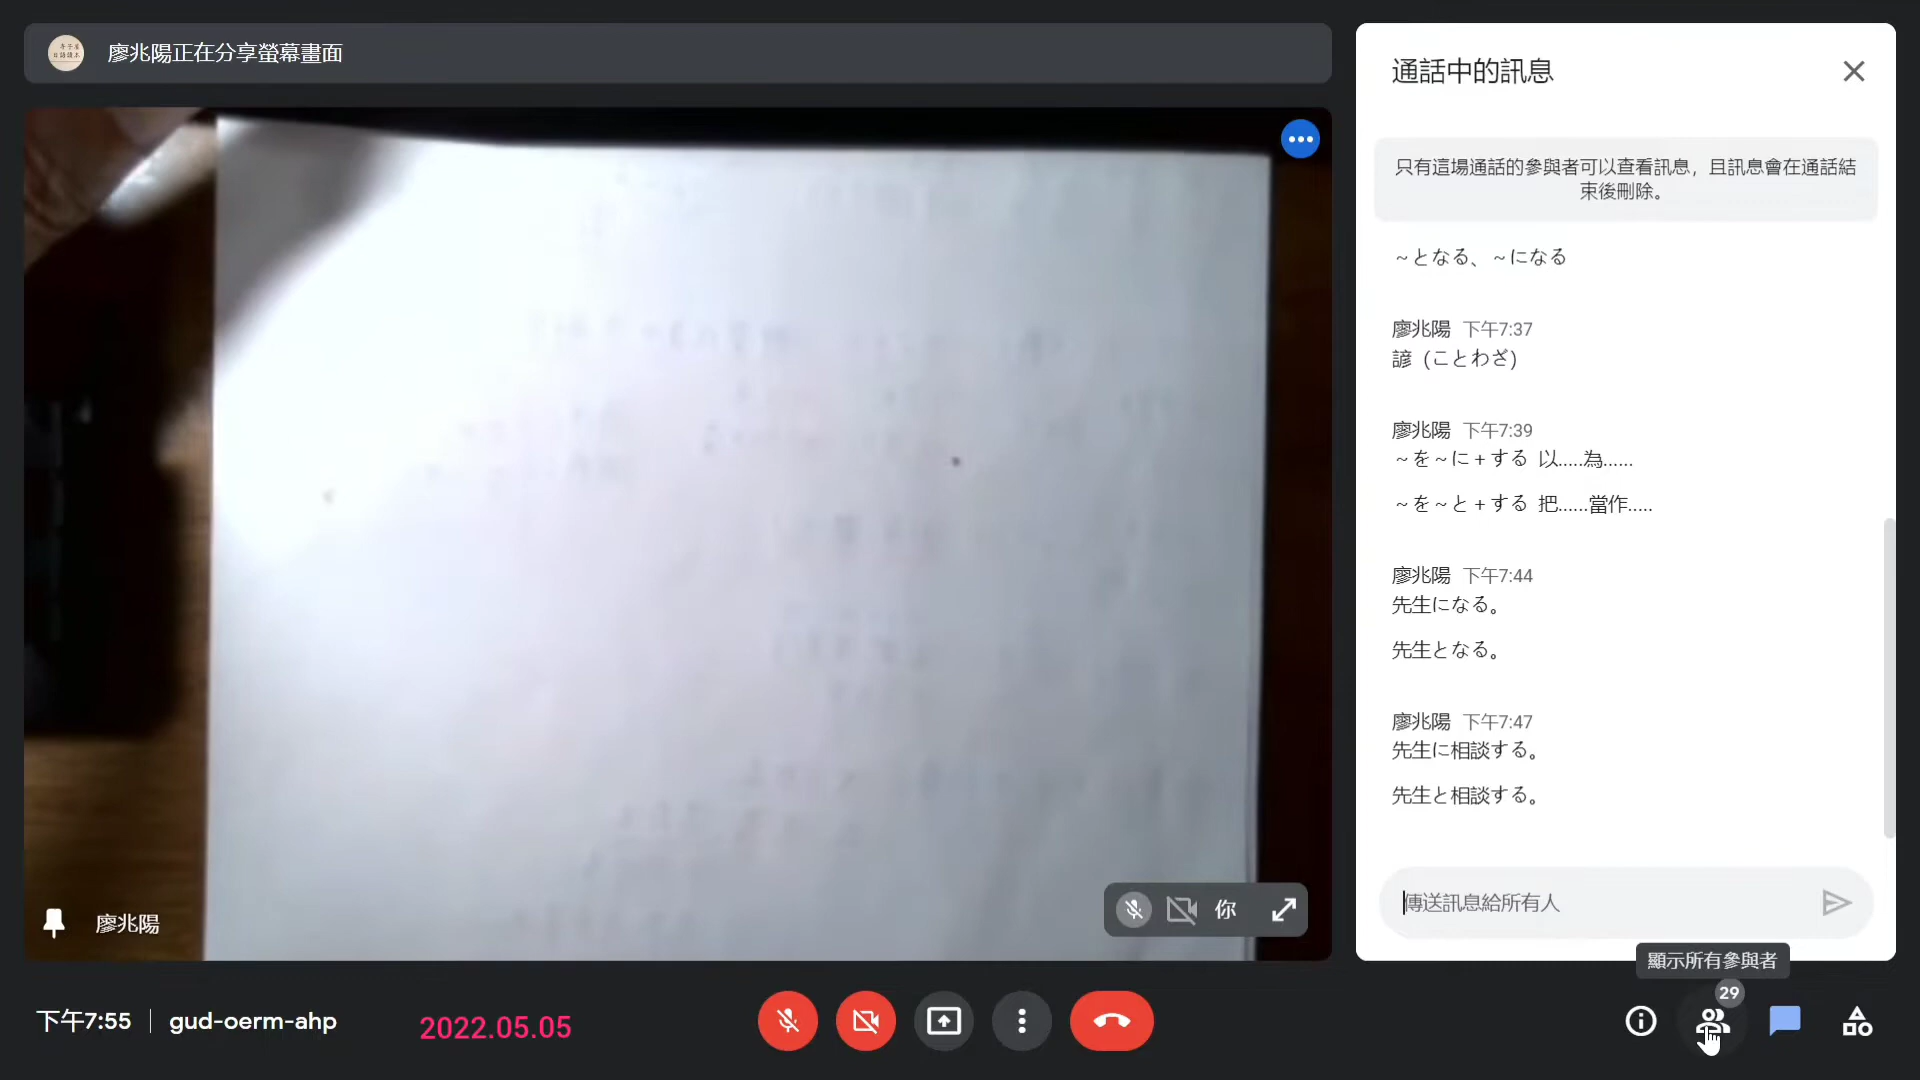 廖兆陽正在分享螢幕畫面
廖兆陽
你
通話中的訊息
只有這場通話的參與者可以查看訊息，且訊息會在通話結
束後刪除。
~となる、~になる
廖兆陽 下午7:37
諺（ことわざ）
廖兆陽 下午7:39
~を~に＋する 以.....為......
~を~と＋する 把......當作.....
廖兆陽 下午7:44
先生になる。
先生となる。
廖兆陽 下午7:47
先生に相談する。
先生と相談する。
傳送訊息給所有人
顯示所有參與者
29
下午7:55 | gud-oerm-ahp
2022.05.05